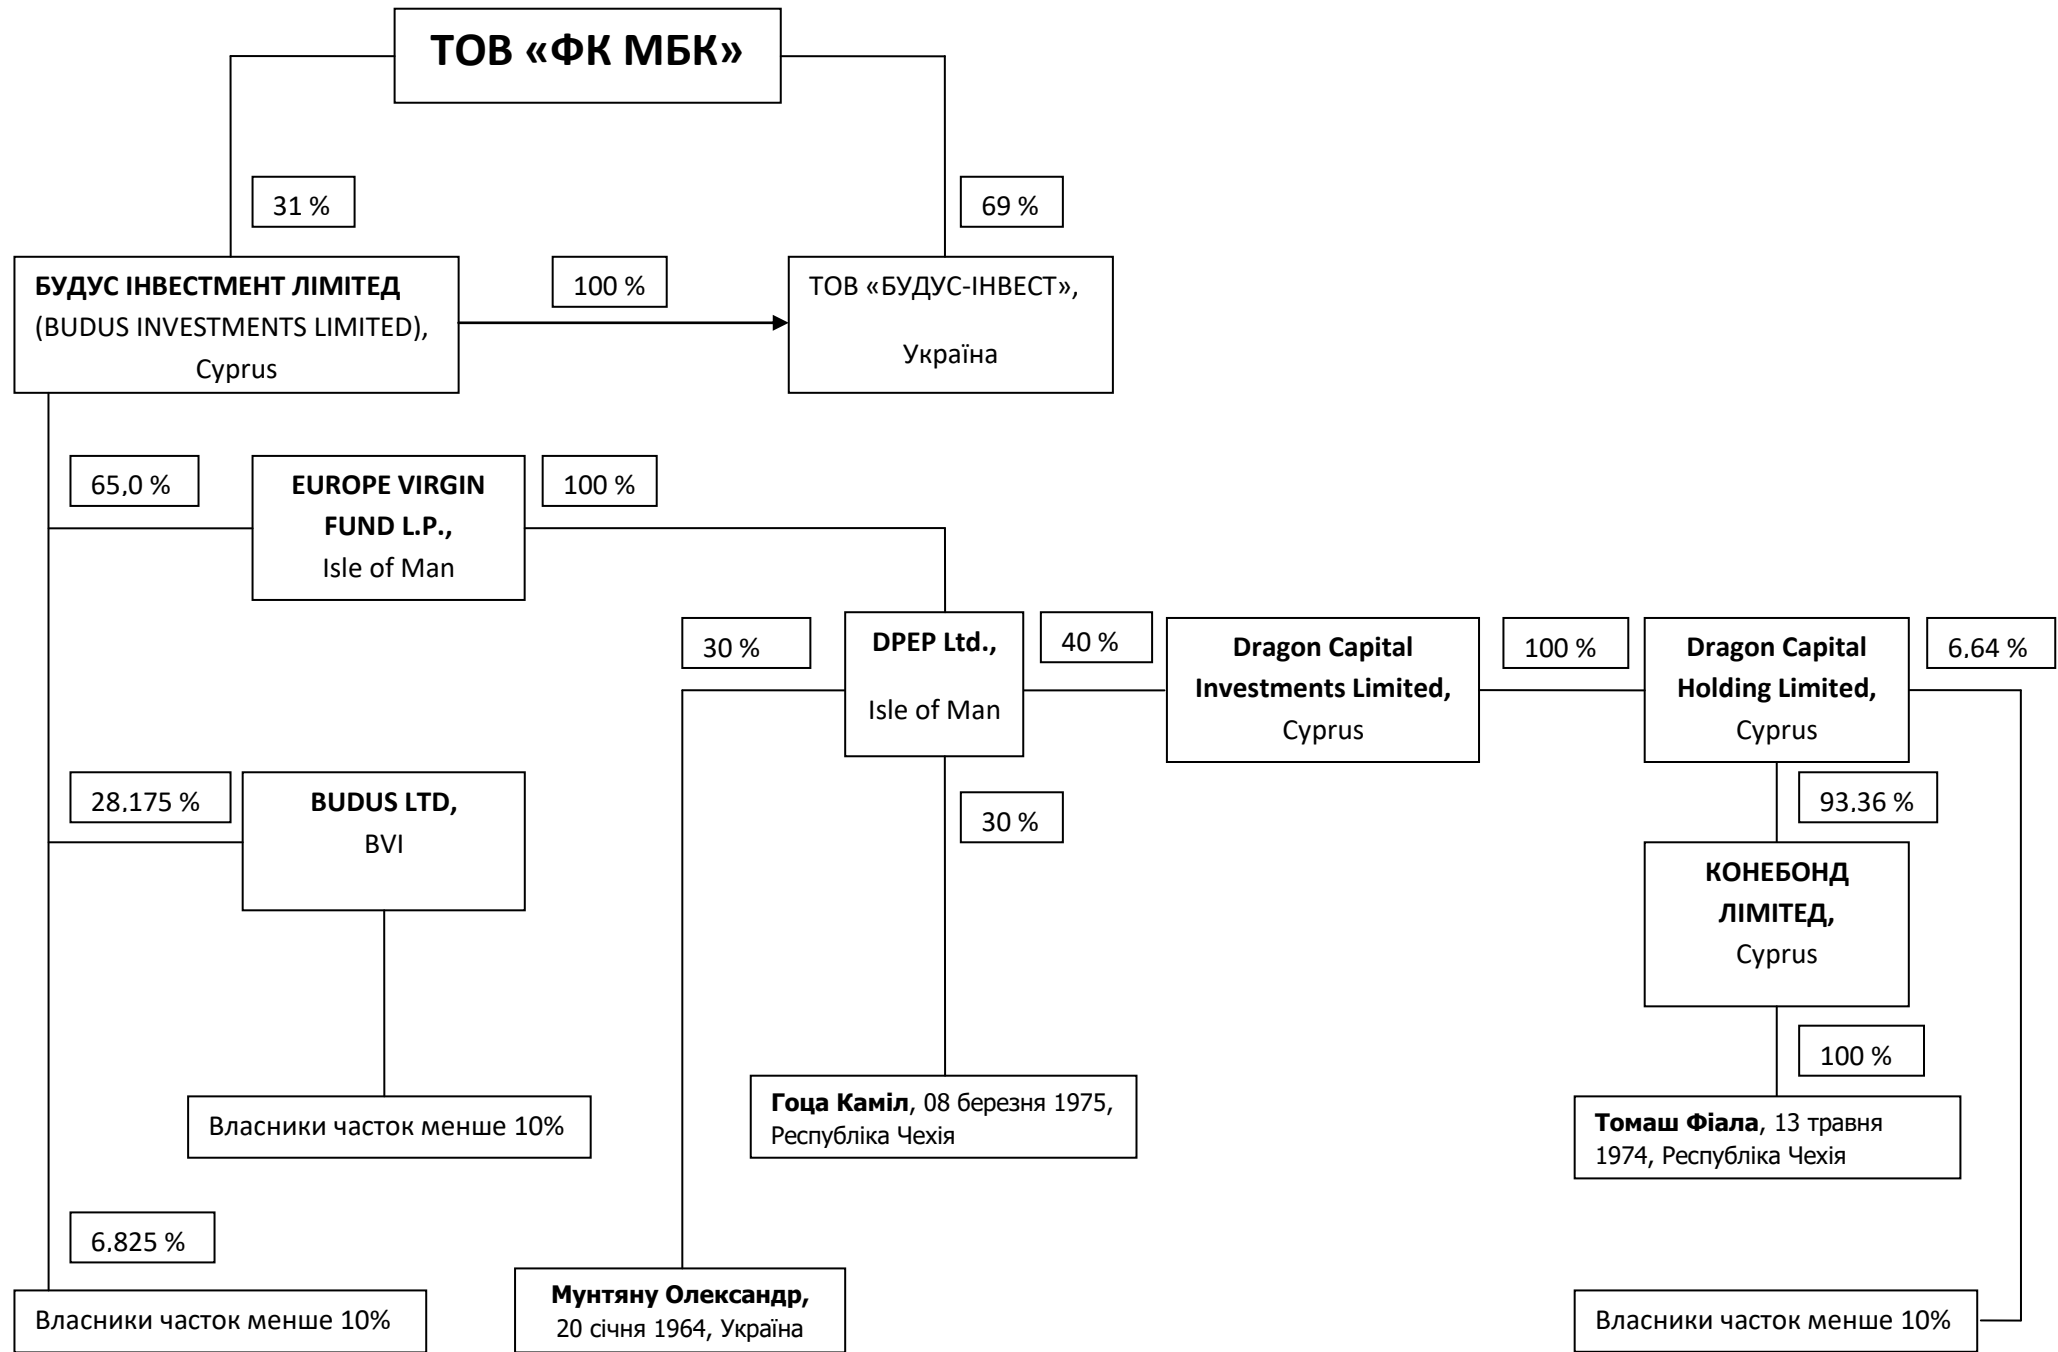 ТОВ «ФК МБК»
31 %
69 %
БУДУС ІНВЕСТМЕНТ ЛІМІТЕД
(BUDUS INVESTMENTS LIMITED),
Cyprus
100 %
ТОВ «БУДУС-ІНВЕСТ»,
Україна
65,0 %
EUROPE VIRGIN
FUND L.P.,
Isle of Man
100 %
30 %
DPEP Ltd.,
Isle of Man
40 %
Dragon Capital
Investments Limited,
Cyprus
100 %
Dragon Capital
Holding Limited,
Cyprus
6,64 %
28,175 %
BUDUS LTD,
BVI
30 %
93,36 %
КОНЕБОНД
ЛІМІТЕД,
Cyprus
100 %
Власники часток менше 10%
Гоца Каміл, 08 березня 1975,
Республіка Чехія
Томаш Фіала, 13 травня
1974, Республіка Чехія
6,825 %
Власники часток менше 10%
Мунтяну Олександр,
20 січня 1964, Україна
Власники часток менше 10%